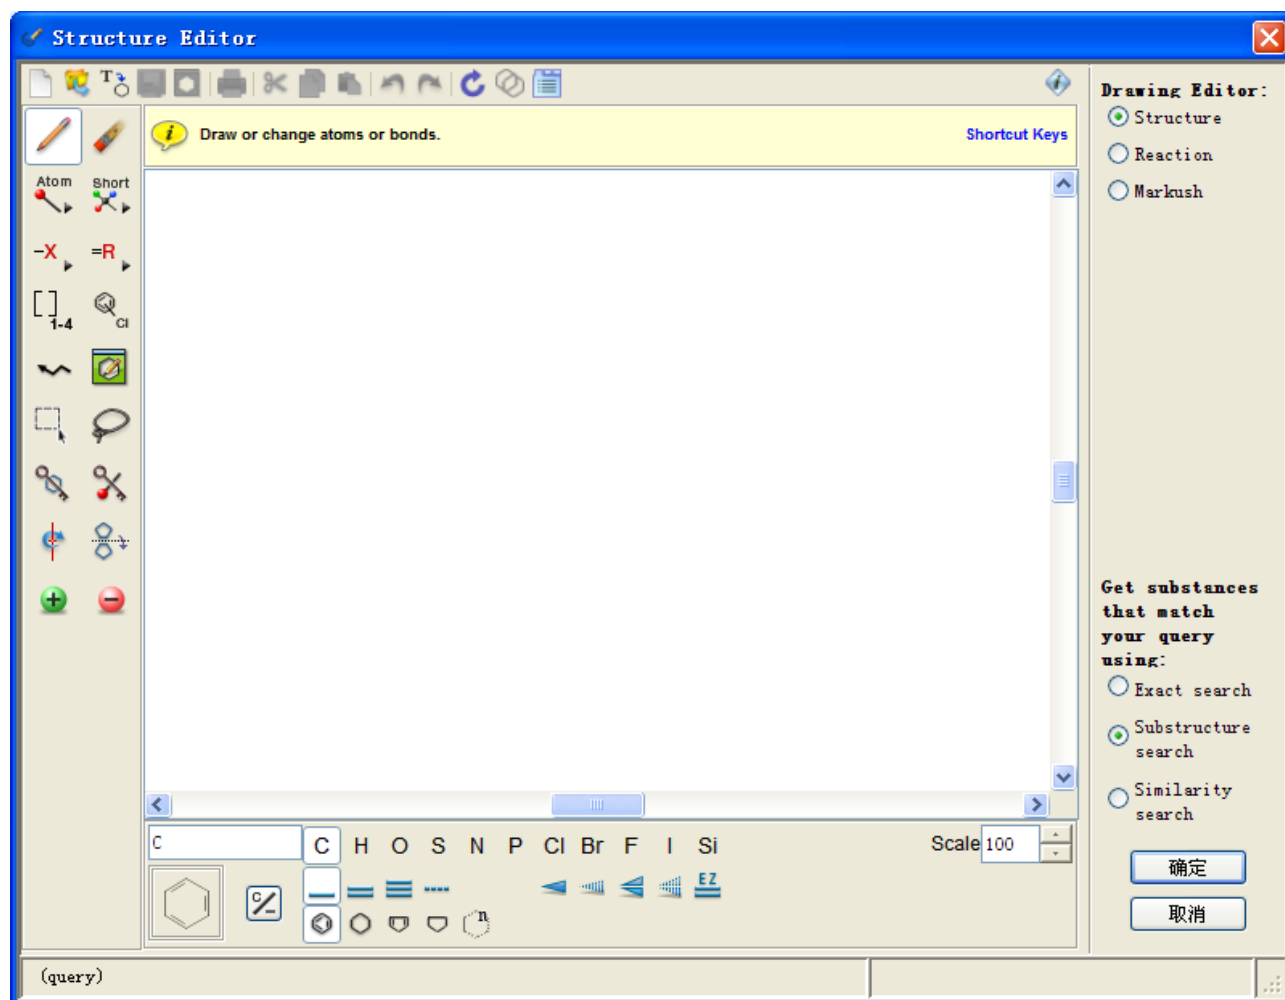 Structure Editor
Drawing Editor:
Structure
Reaction
Markush
Draw or change atoms or bonds.
Shortcut Keys
Atom
Short
-X
=R
[ ]1-4
Cl
Get substances
that match
your query
using:
Exact search
Substructure
search
Similarity
search
C
C H O S N P Cl Br F I Si
Scale 100
EZ
C
n
确定
取消
(query)